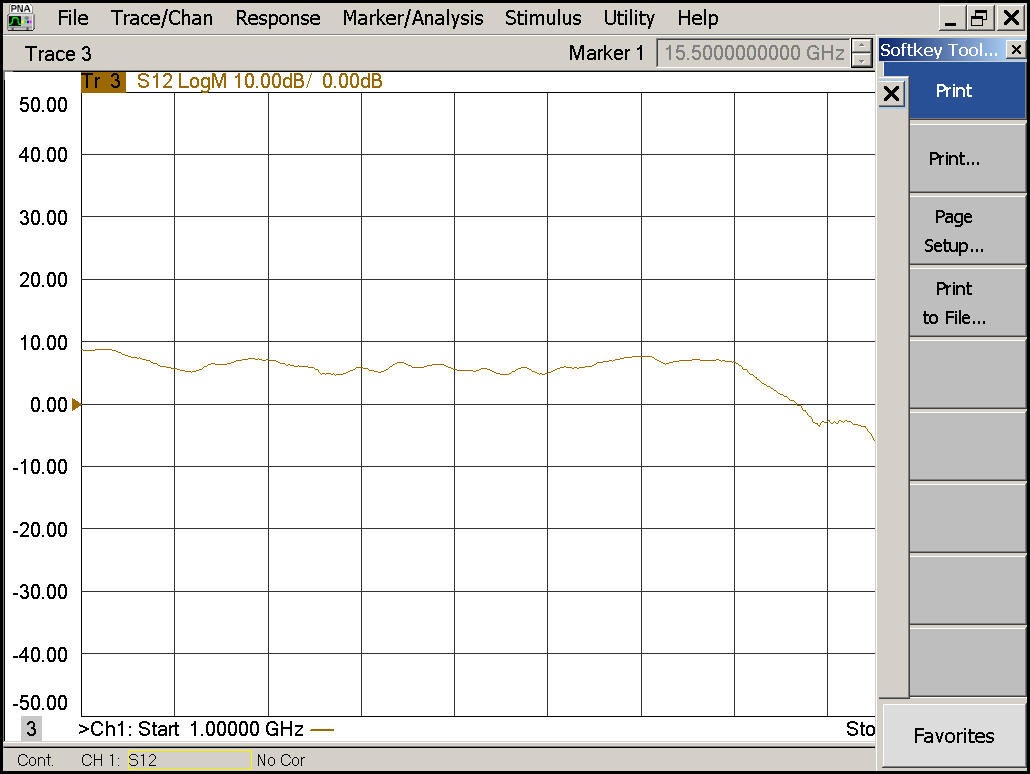 PNA
File Trace/Chan Response Marker/Analysis Stimulus Utility Help
Trace 3
Marker 1 15.5000000000 GHz
Softkey Tool...
Tr 3 S12 LogM 10.00dB/ 0.00dB
50.00
40.00
30.00
20.00
10.00
0.00
-10.00
-20.00
-30.00
-40.00
-50.00
3 >Ch1: Start 1.00000 GHz
Sto
Print
Print...
Page
Setup...
Print
to File...
Favorites
Cont. CH 1: S12 No Cor